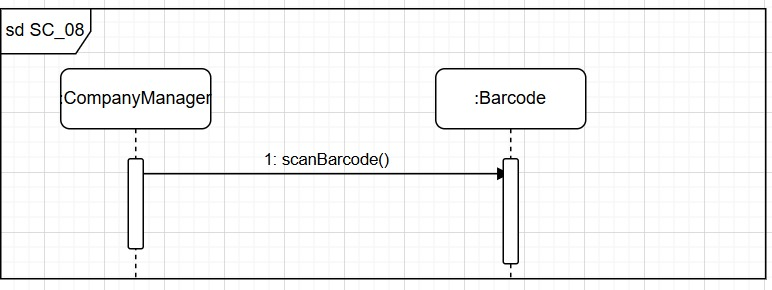 sd SC_08
:CompanyManager
:Barcode
1: scanBarcode()